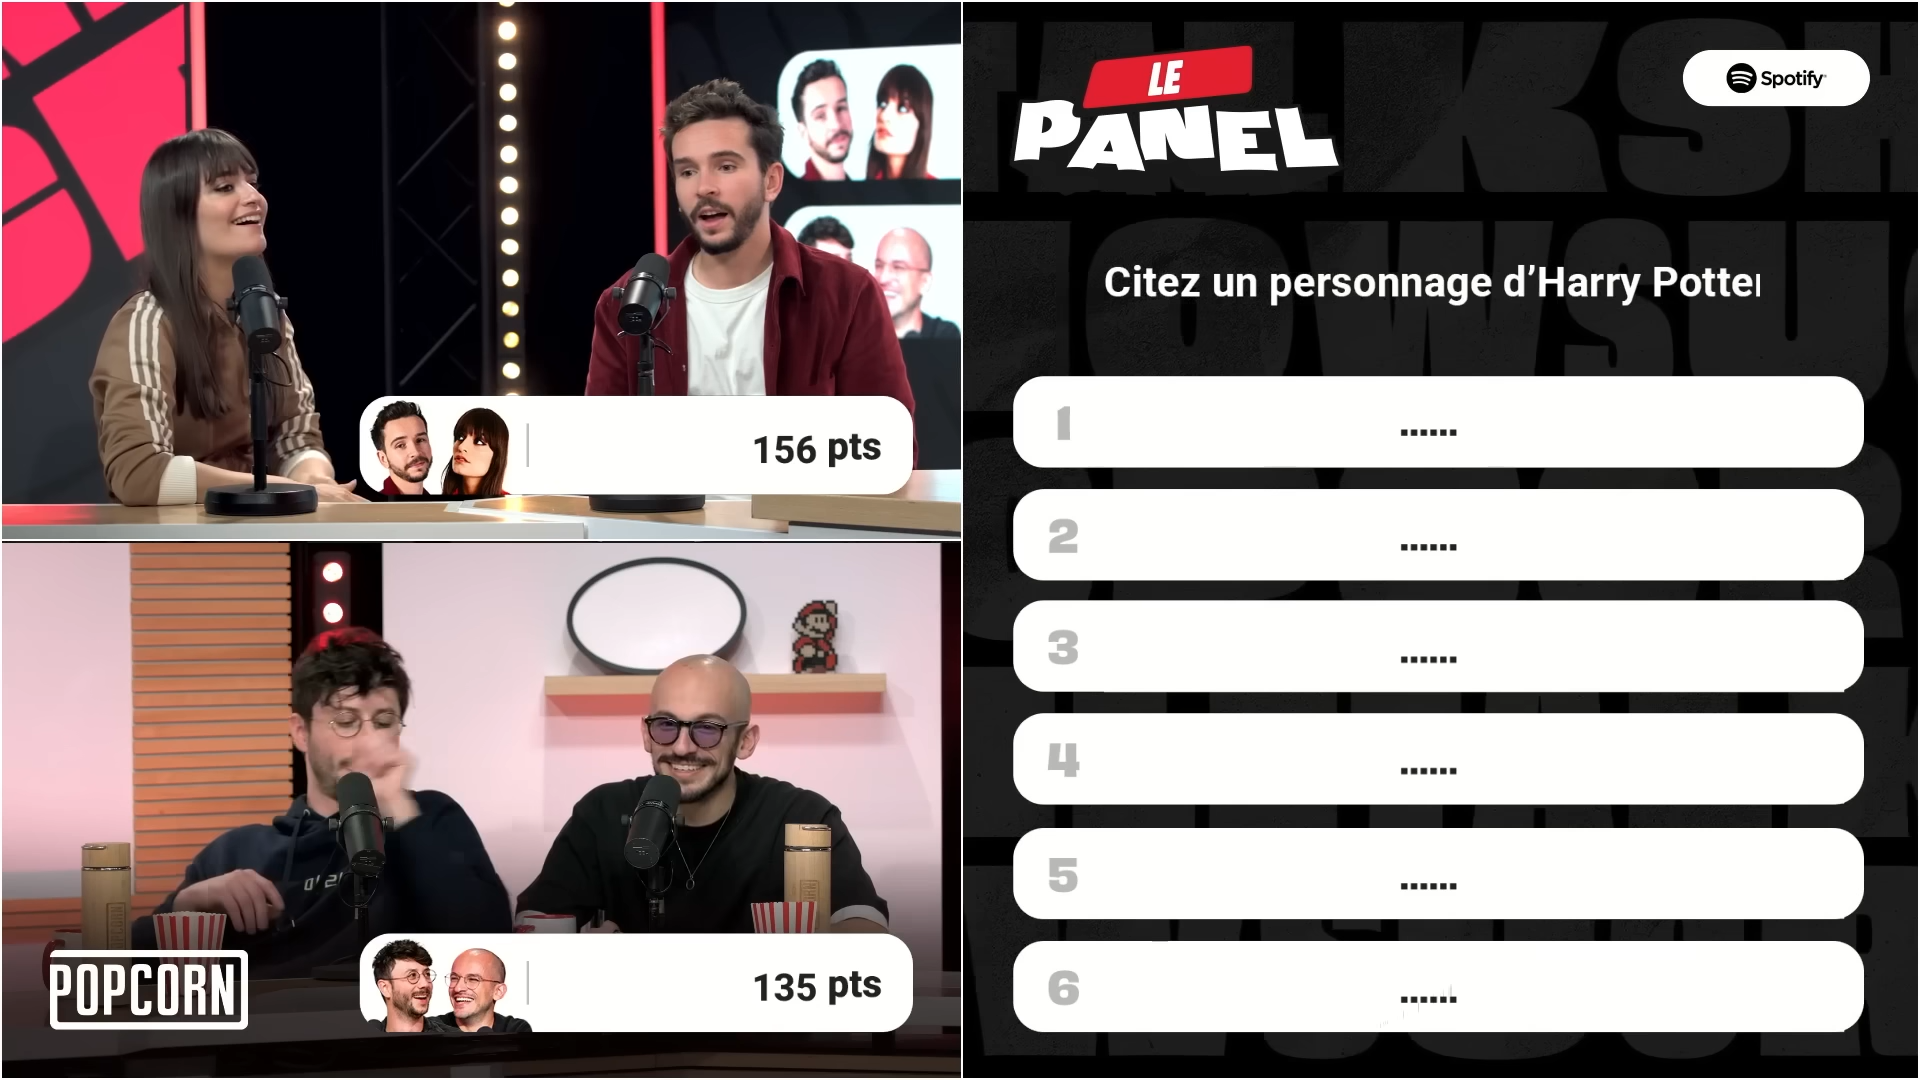 156 pts
POPCORN
135 pts
LE
PANEL
Spotify
Citez un personnage d’Harry Potter
1
......
2
......
3
......
4
......
5
......
6
......